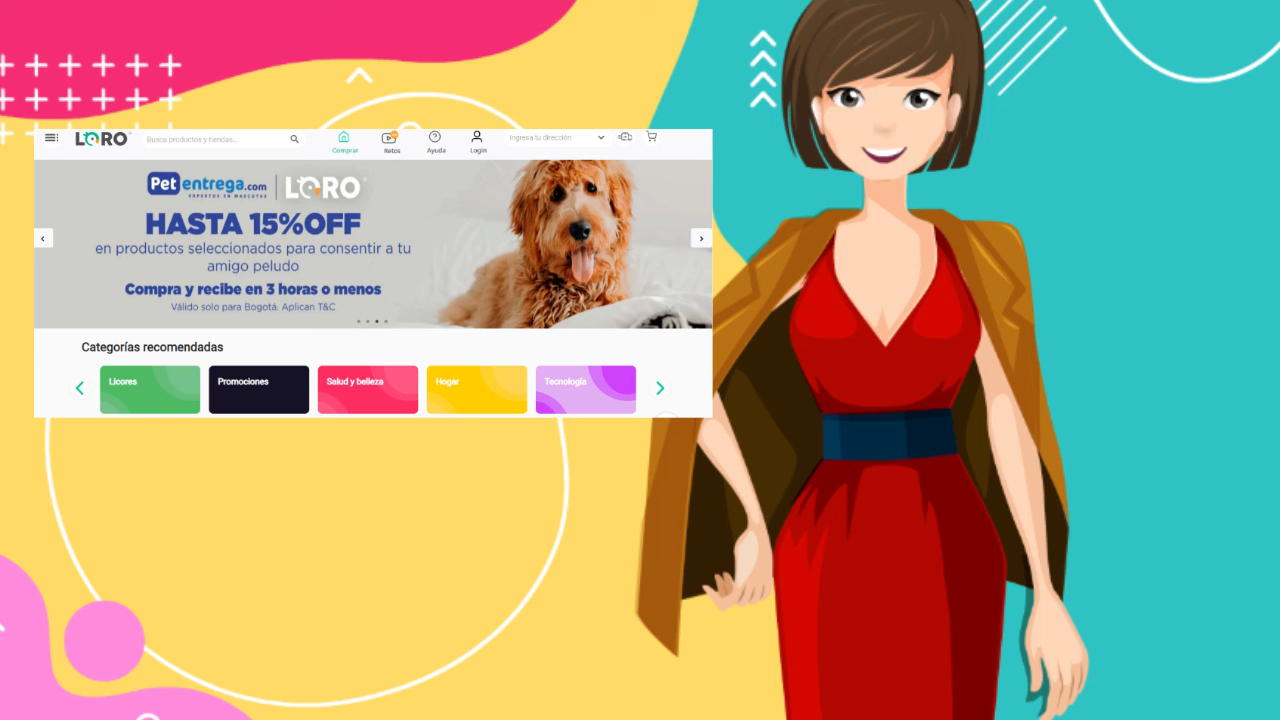 LORO
Busca productos y tiendas...
Comprar
Retos
Ayuda
Login
Ingresa tu dirección
Pet entrega.com
EXPERTOS EN MASCOTAS
LORO
HASTA 15%OFF
en productos seleccionados para consentir a tu
amigo peludo
Compra y recibe en 3 horas o menos
Válido solo para Bogotá. Aplican T&C
Categorías recomendadas
Licores
Promociones
Salud y belleza
Hogar
Tecnología